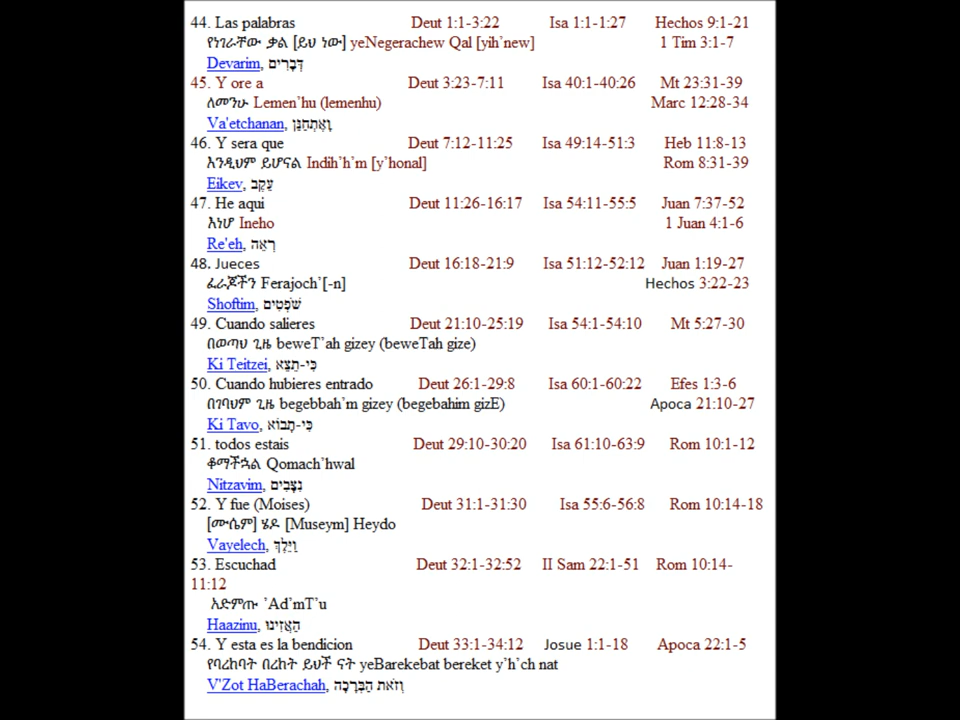 44. Las palabras Deut 1:1-3:22 Isa 1:1-1:27 Hechos 9:1-21
የነገራቸው ቃል [ይህ ነው] yeNegerachew Qal [yih'new] 1 Tim 3:1-7
Devarim, דְּבָרִים
45. Y ore a Deut 3:23-7:11 Isa 40:1-40:26 Mt 23:31-39
ለመንሁ Lemen'hu (lemenhu) Marc 12:28-34
Va'etchanan, וָאֶתְחַנַּן
46. Y sera que Deut 7:12-11:25 Isa 49:14-51:3 Heb 11:8-13
እንዲህም ይሆናል Indih'h'm [y'honal] Rom 8:31-39
Eikev, עֵקֶב
47. He aqui Deut 11:26-16:17 Isa 54:11-55:5 Juan 7:37-52
እነሆ Ineho 1 Juan 4:1-6
Re'eh, רְאֵה
48. Jueces Deut 16:18-21:9 Isa 51:12-52:12 Juan 1:19-27
ፈራጆችን Ferajoch'[-n] Hechos 3:22-23
Shoftim, שֹׁפְטִים
49. Cuando salieres Deut 21:10-25:19 Isa 54:1-54:10 Mt 5:27-30
በወጣህ ጊዜ beweT'ah gizey (beweTah gize)
Ki Teitzei, כִּי-תֵצֵא
50. Cuando hubieres entrado Deut 26:1-29:8 Isa 60:1-60:22 Efes 1:3-6
በገባህም ጊዜ begebbah'm gizey (begebahim gizE) Apoca 21:10-27
Ki Tavo, כִּי-תָבוֹא
51. todos estais Deut 29:10-30:20 Isa 61:10-63:9 Rom 10:1-12
ቆማችኋል Qomach'hwal
Nitzavim, נִצָּבִים
52. Y fue (Moises) Deut 31:1-31:30 Isa 55:6-56:8 Rom 10:14-18
[ሙሴም] ሄዶ [Museym] Heydo
Vayelech, וַיֵּלֶךְ
53. Escuchad Deut 32:1-32:52 II Sam 22:1-51 Rom 10:14-
11:12
አድምጡ 'Ad'mT'u
Haazinu, הַאֲזִינוּ
54. Y esta es la bendicion Deut 33:1-34:12 Josue 1:1-18 Apoca 22:1-5
የባረከባት በረከት ይህች ናት yeBarekebat bereket y'h'ch nat
V'Zot HaBerachah, וְזֹאת הַבְּרָכָה